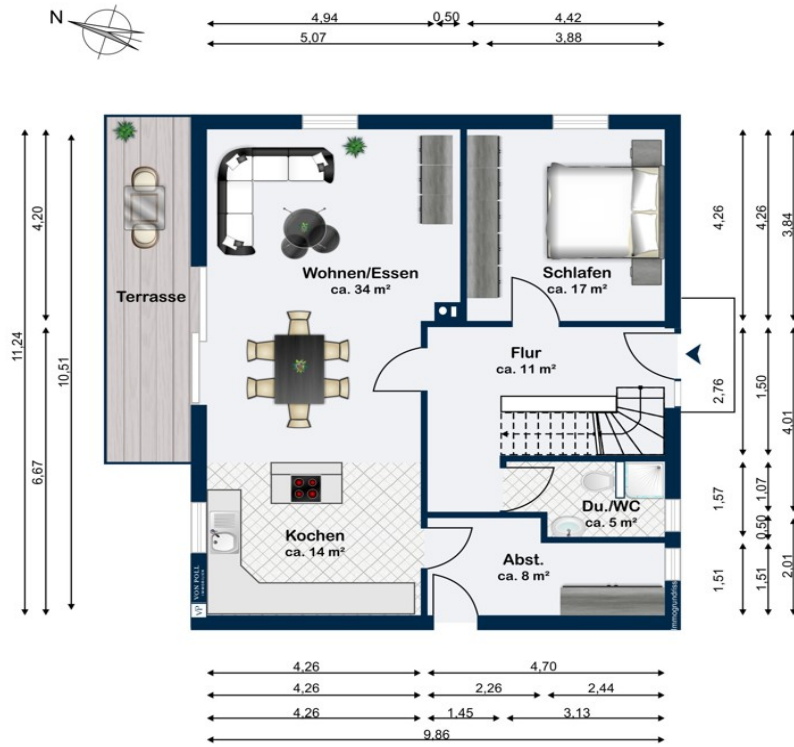 N
4,94
0,50
4,42
5,07
3,88
11,24
4,20
6,67
10,51
Terrasse
Wohnen/Essen
ca. 34 m²
Schlafen
ca. 17 m²
Flur
ca. 11 m²
Kochen
ca. 14 m²
Du./WC
ca. 5 m²
Abst.
ca. 8 m²
VP VON POLL
IMMOBILIEN
Immogrundriss
4,26
2,76
1,57
1,51
4,26
1,50
1,07
0,50
1,51
3,84
4,01
2,01
4,26
4,70
4,26
2,26
2,44
4,26
1,45
3,13
9,86